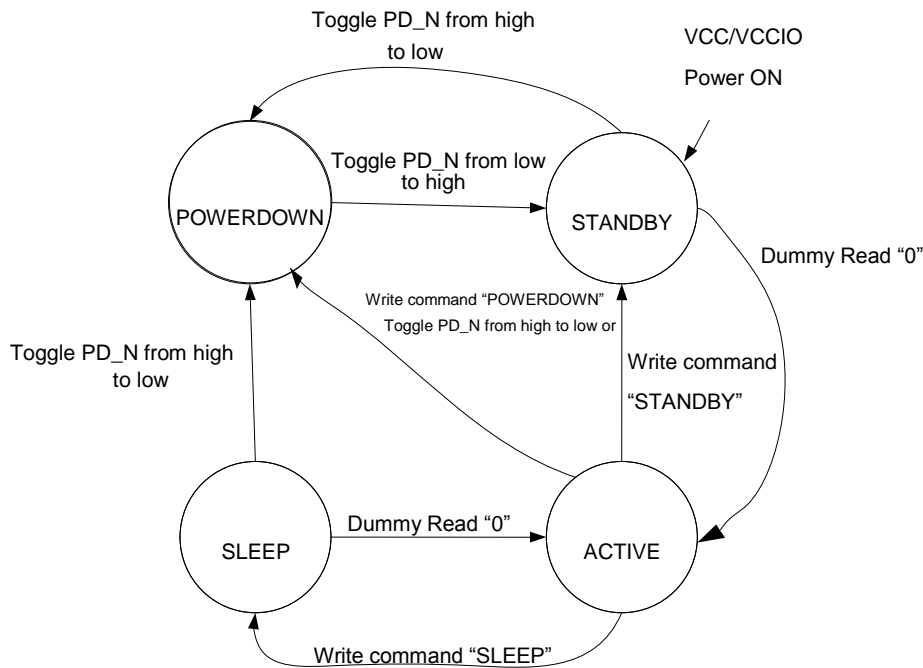 Toggle PD_N from high
to low
VCC/VCCIO
Power ON
Toggle PD_N from low
to high
POWERDOWN
STANDBY
Dummy Read “0”
Write command “POWERDOWN”
Toggle PD_N from high to low or
Toggle PD_N from high
to low
Write command
“STANDBY”
Dummy Read “0”
SLEEP
ACTIVE
Write command “SLEEP”